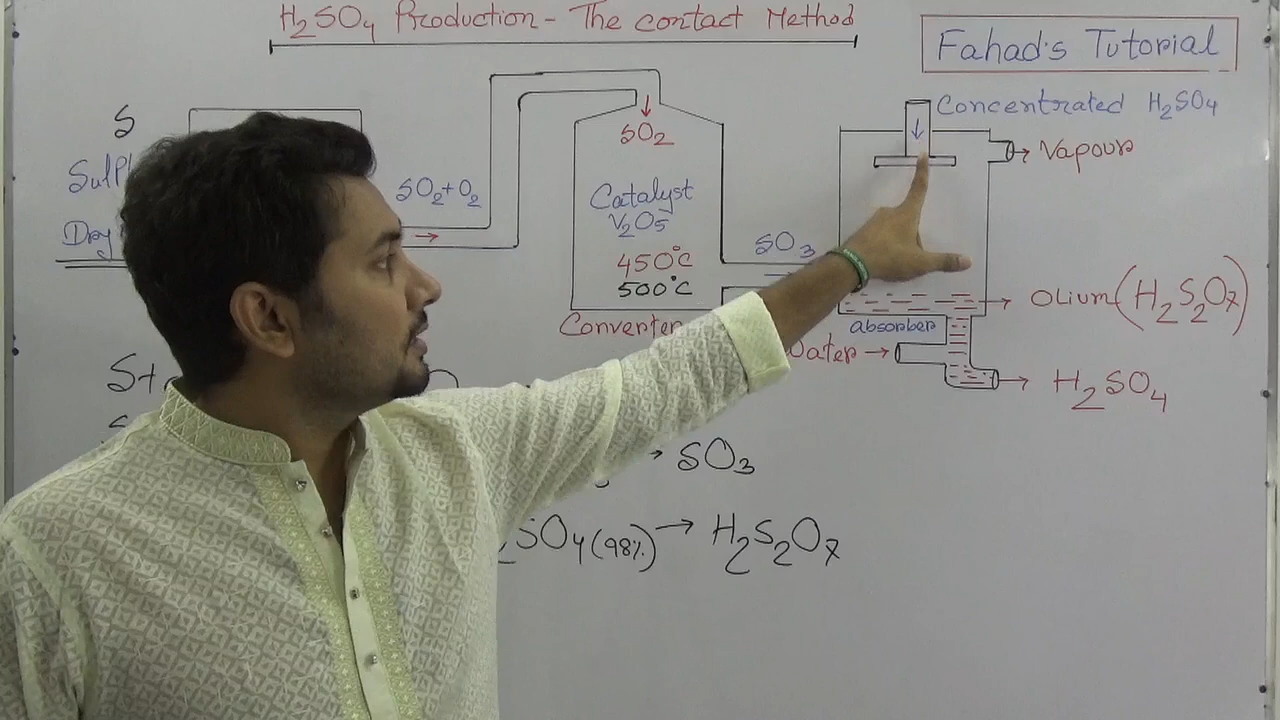 H₂SO₄ Production - The contact Method
Fahad's Tutorial
S
Concentrated H₂SO₄
SO₂
→ Vapour
SO₂+O₂
Catalyst
V₂O₅
Dry
SO₃
450°C
500°C
→ Olium (H₂S₂O₇)
Converter
absorber
Water →
→ H₂SO₄
S+
→ SO₃
SO₄(98%) → H₂S₂O₇